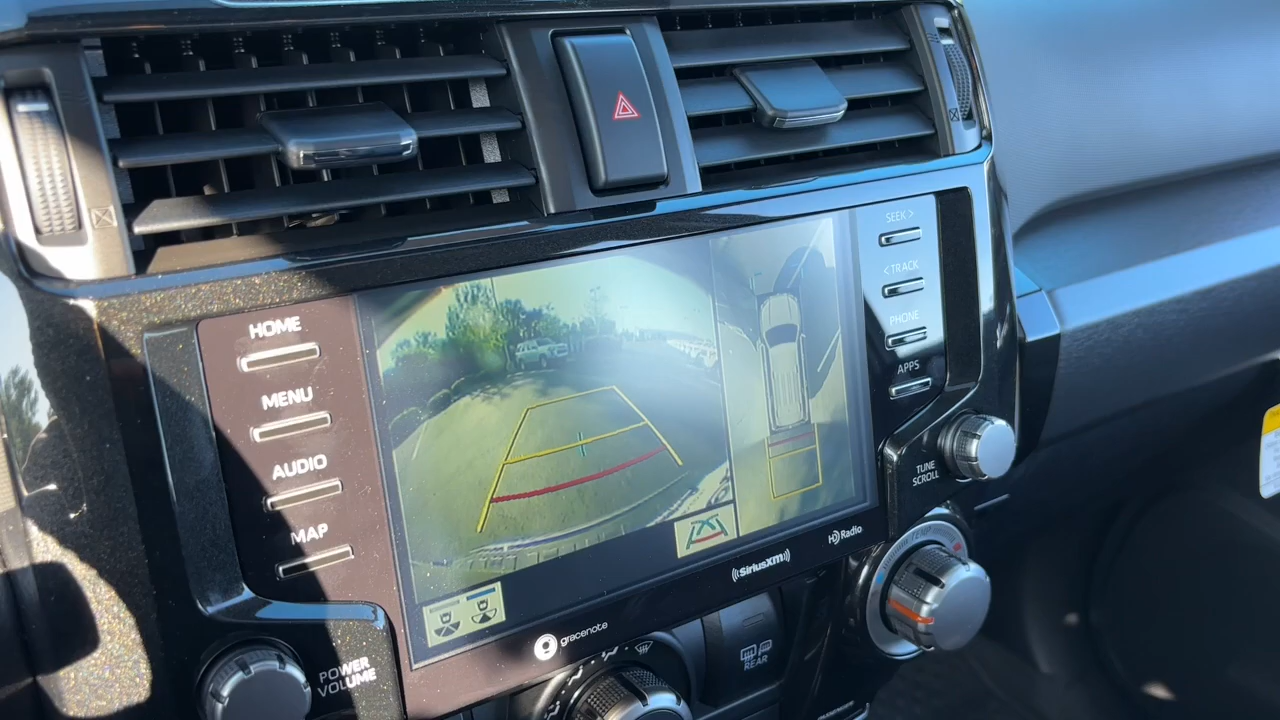 HOME
MENU
AUDIO
MAP
POWER
VOLUME
SEEK >
< TRACK
PHONE
APPS
TUNE
SCROLL
gracenote
((SiriusXM))
HD Radio
REAR